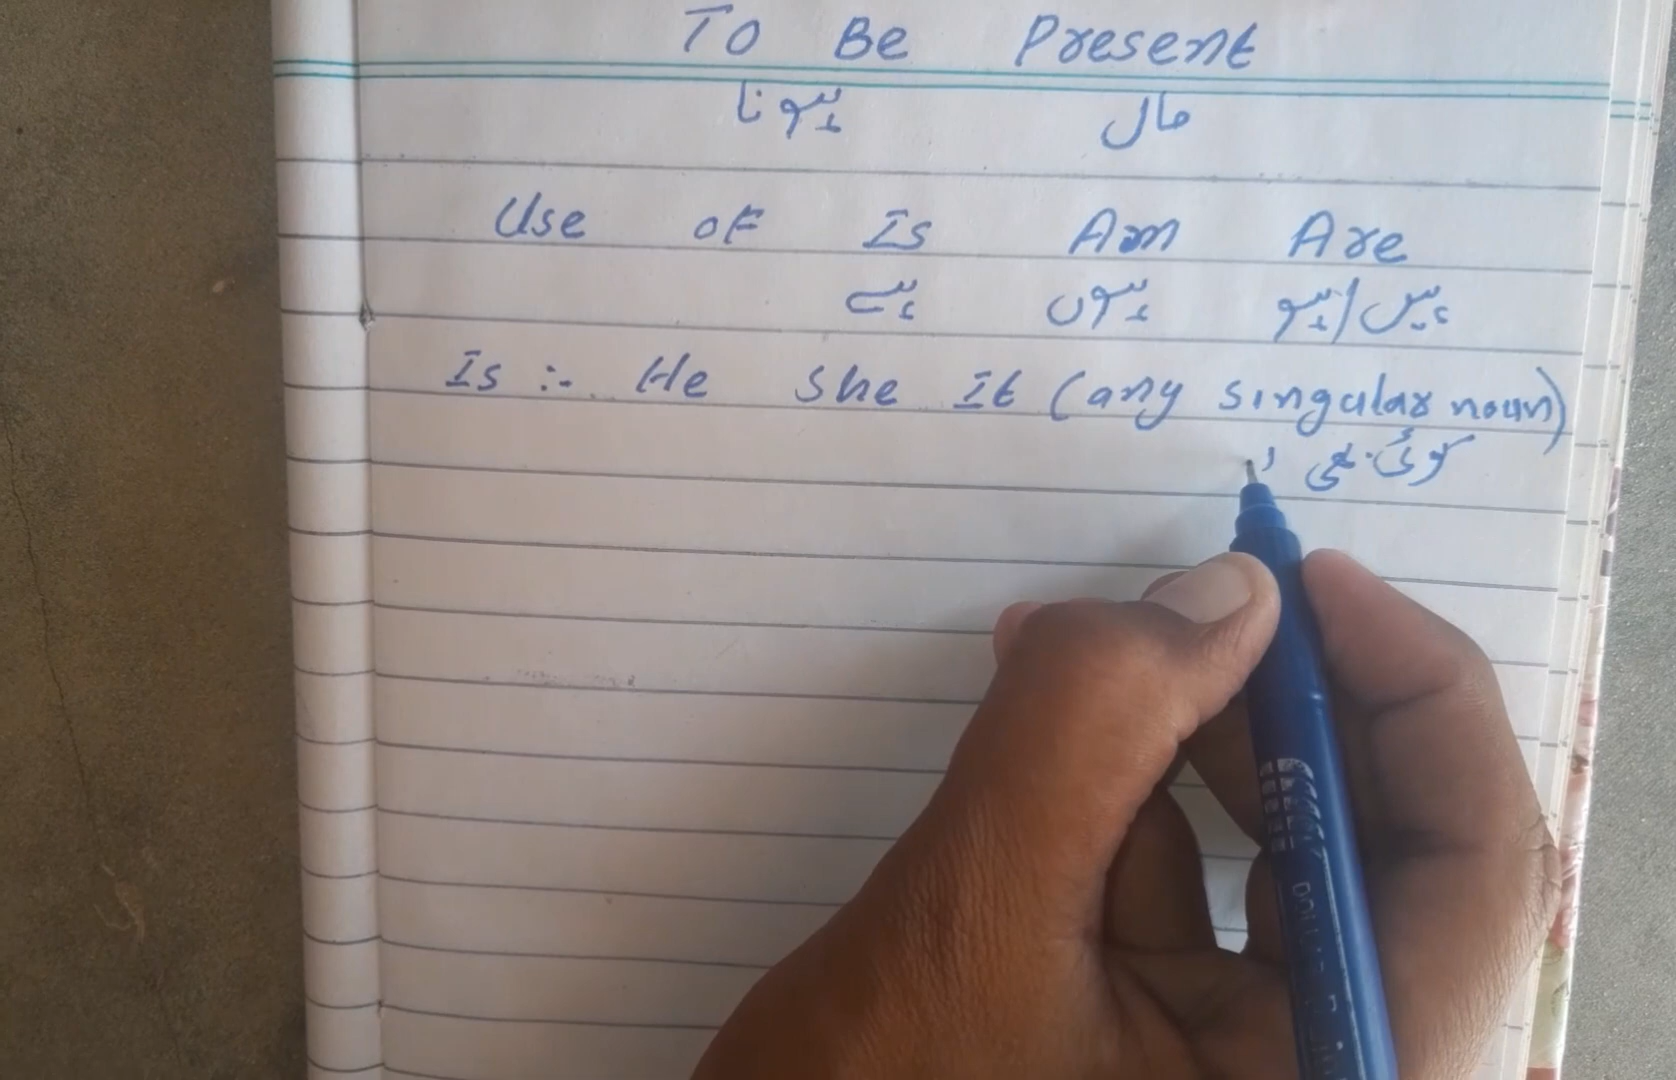 To Be Present
ہونا حال
Use of Is Am Are
ہے ہوں ہو/ہیں
Is :- He She It (any singular noun)
کوئی بھی